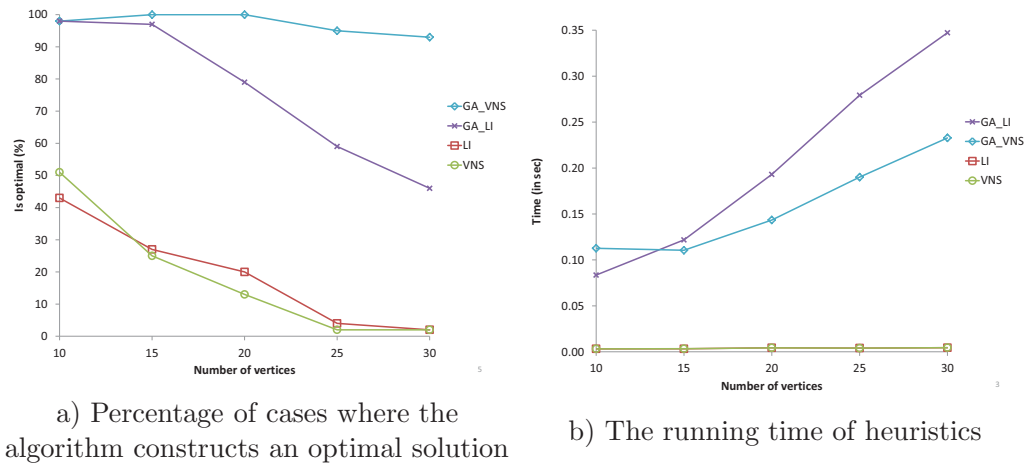 100
90
80
70
60
50
40
30
20
10
0
Is optimal (%)
10 15 20 25 30
Number of vertices
GA_VNS
GA_LI
LI
VNS
5
a) Percentage of cases where the
algorithm constructs an optimal solution
0.35
0.30
0.25
0.20
0.15
0.10
0.05
0.00
Time (in sec)
10 15 20 25 30
Number of vertices
GA_LI
GA_VNS
LI
VNS
3
b) The running time of heuristics